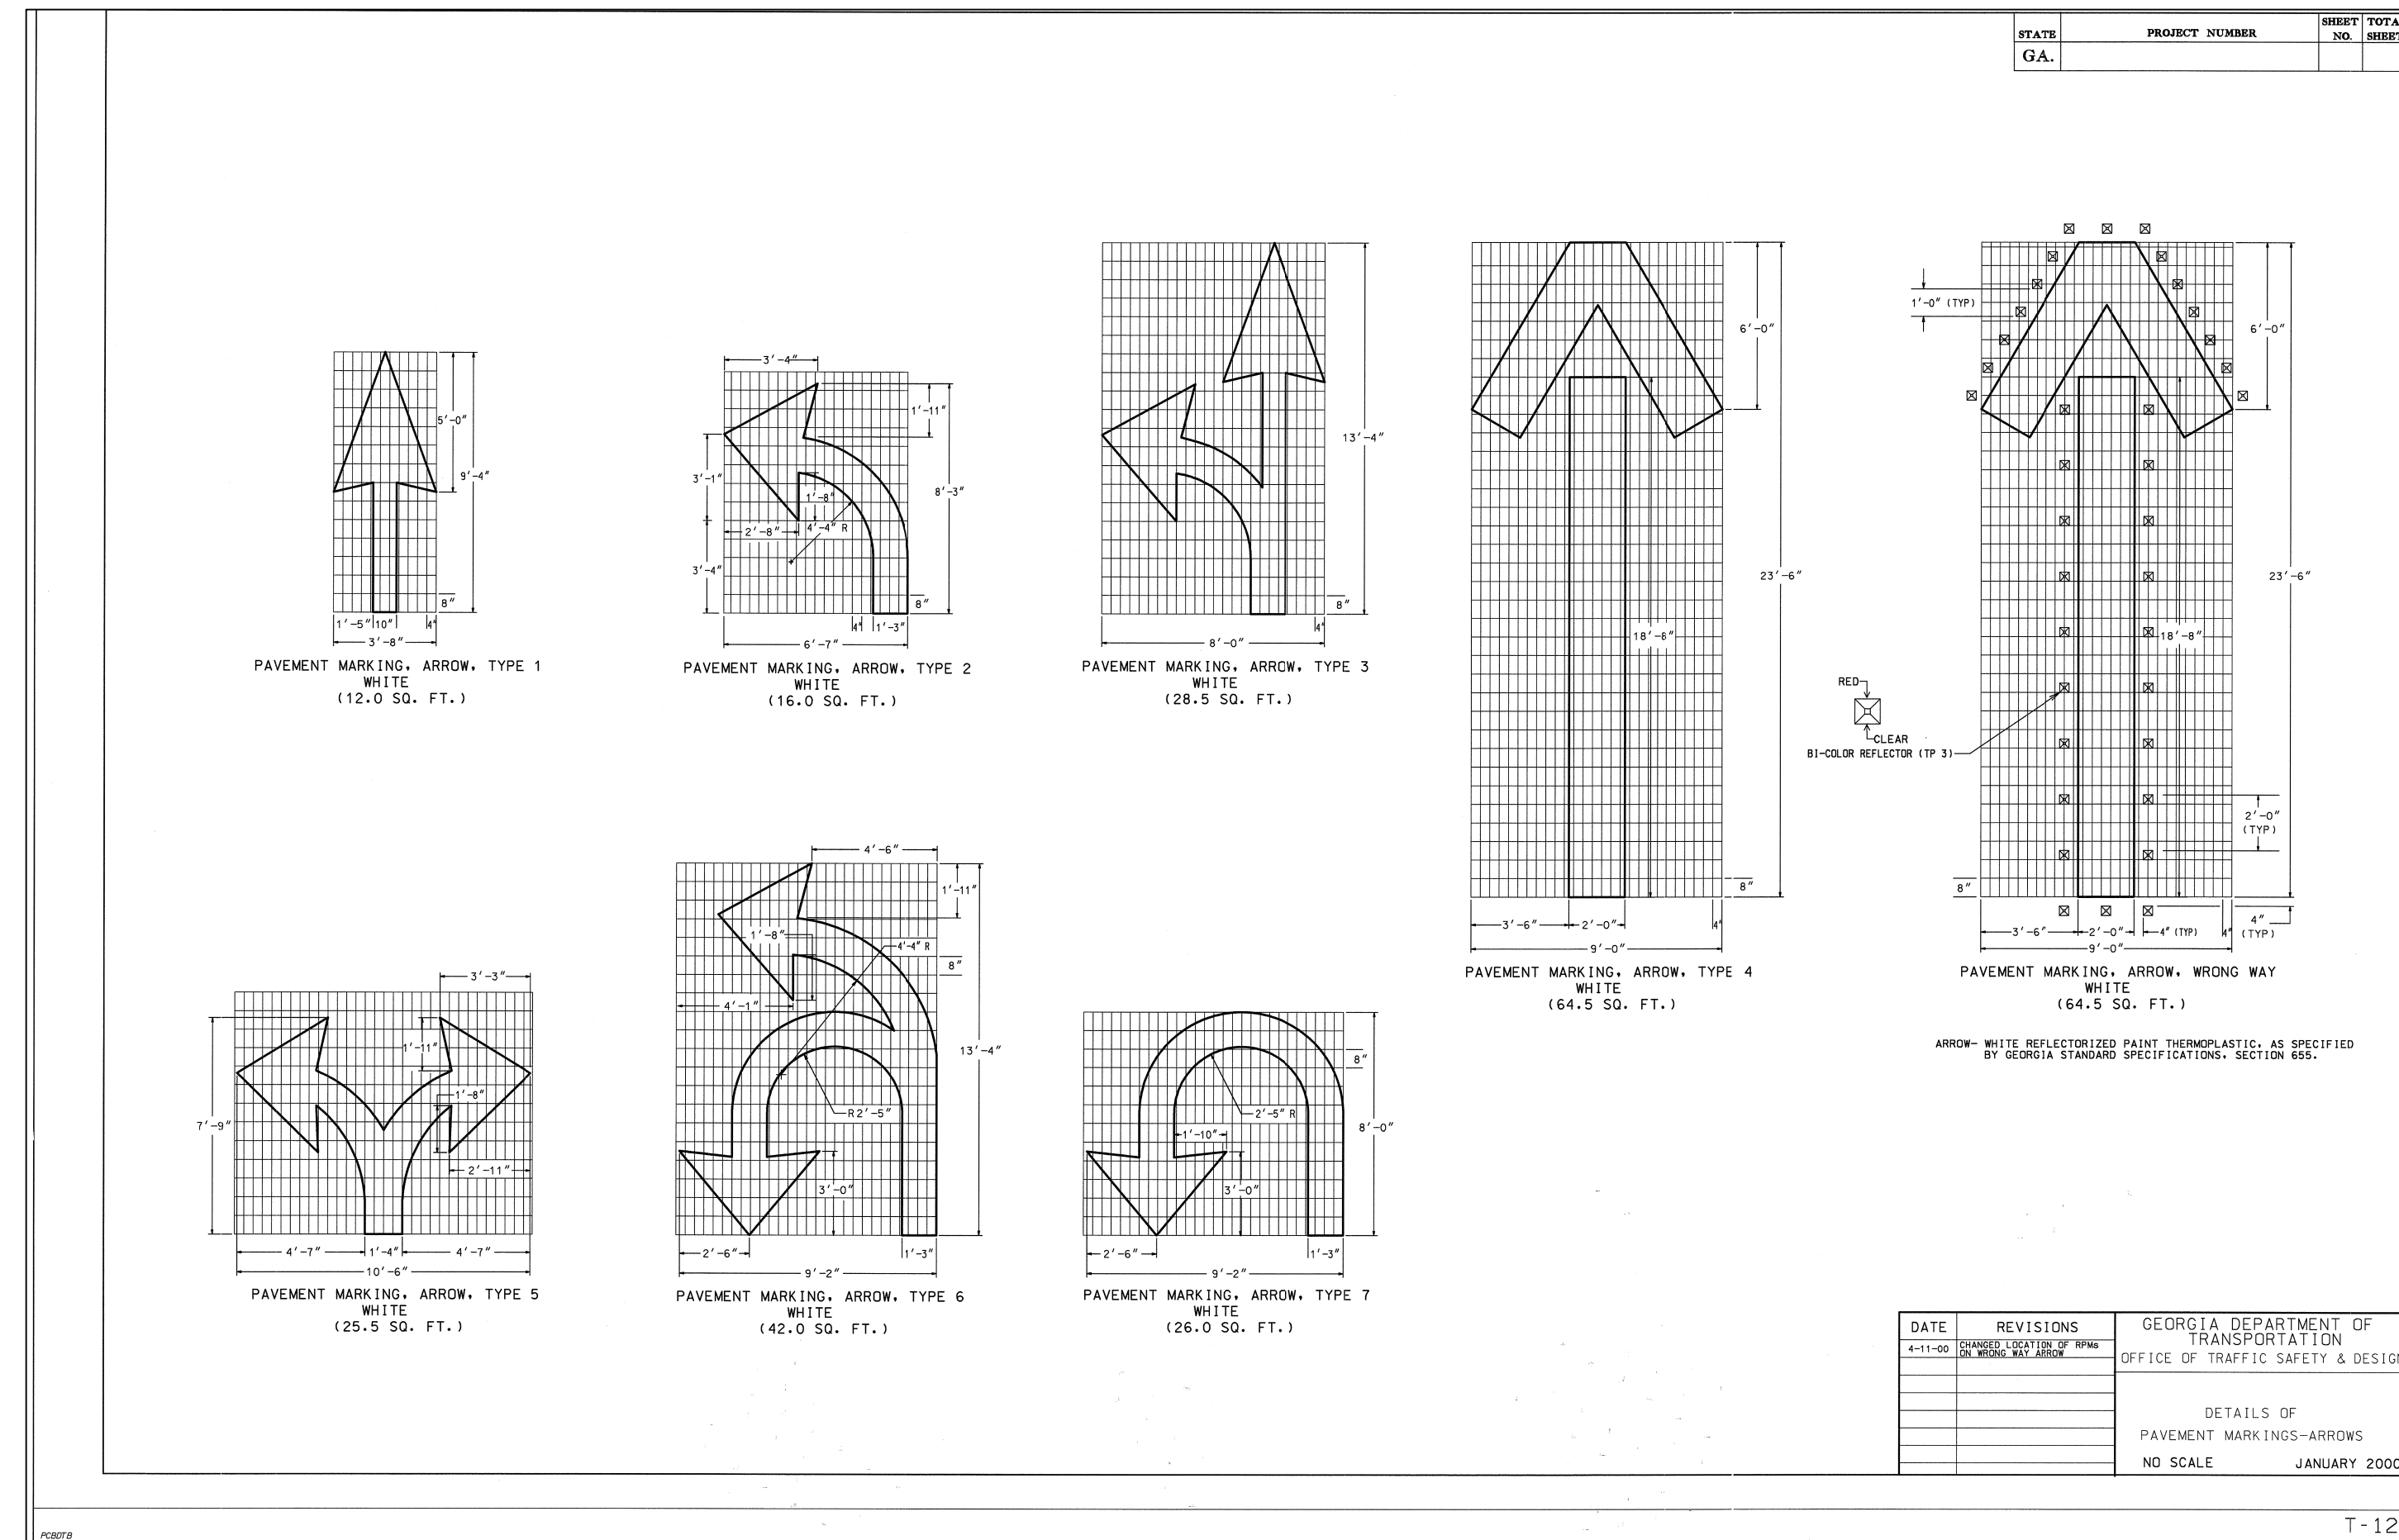 STATE
PROJECT NUMBER
SHEET NO.
GA.
3'-4"
1'-11"
3'-1"
8'-3"
1'-8"
2'-8"
4'-4" R
3'-4"
8"
4"
1'-3"
6'-7"
PAVEMENT MARKING, ARROW, TYPE 2
WHITE
(16.0 SQ. FT.)
5'-0"
9'-4"
8"
1'-5"
10"
4"
3'-8"
PAVEMENT MARKING, ARROW, TYPE 1
WHITE
(12.0 SQ. FT.)
13'-4"
8"
4"
8'-0"
PAVEMENT MARKING, ARROW, TYPE 3
WHITE
(28.5 SQ. FT.)
6'-0"
23'-6"
8"
3'-6"
2'-0"
4"
9'-0"
PAVEMENT MARKING, ARROW, TYPE 4
WHITE
(64.5 SQ. FT.)
1'-0" (TYP)
6'-0"
23'-6"
18'-8"
RED
CLEAR
BI-COLOR REFLECTOR (TP 3)
2'-0"
(TYP)
8"
4"
(TYP)
3'-6"
2'-0"
4" (TYP)
4"
9'-0"
PAVEMENT MARKING, ARROW, WRONG WAY
WHITE
(64.5 SQ. FT.)
ARROW- WHITE REFLECTORIZED PAINT THERMOPLASTIC, AS SPECIFIED
BY GEORGIA STANDARD SPECIFICATIONS, SECTION 655.
3'-3"
1'-11"
1'-8"
7'-9"
2'-11"
4'-7"
1'-4"
4'-7"
10'-6"
PAVEMENT MARKING, ARROW, TYPE 5
WHITE
(25.5 SQ. FT.)
4'-6"
1'-11"
1'-8"
4'-4" R
8"
4'-1"
13'-4"
R2'-5"
3'-0"
2'-6"
1'-3"
9'-2"
PAVEMENT MARKING, ARROW, TYPE 6
WHITE
(42.0 SQ. FT.)
8"
2'-5" R
8'-0"
1'-10"
3'-0"
2'-6"
1'-3"
9'-2"
PAVEMENT MARKING, ARROW, TYPE 7
WHITE
(26.0 SQ. FT.)
DATE
REVISIONS
4-11-00
CHANGED LOCATION OF RPMs
ON WRONG WAY ARROW
GEORGIA DEPARTMENT OF
TRANSPORTATION
OFFICE OF TRAFFIC SAFETY & DESIGN
DETAILS OF
PAVEMENT MARKINGS-ARROWS
NO SCALE
JANUARY 2000
PCBDTB
T-12